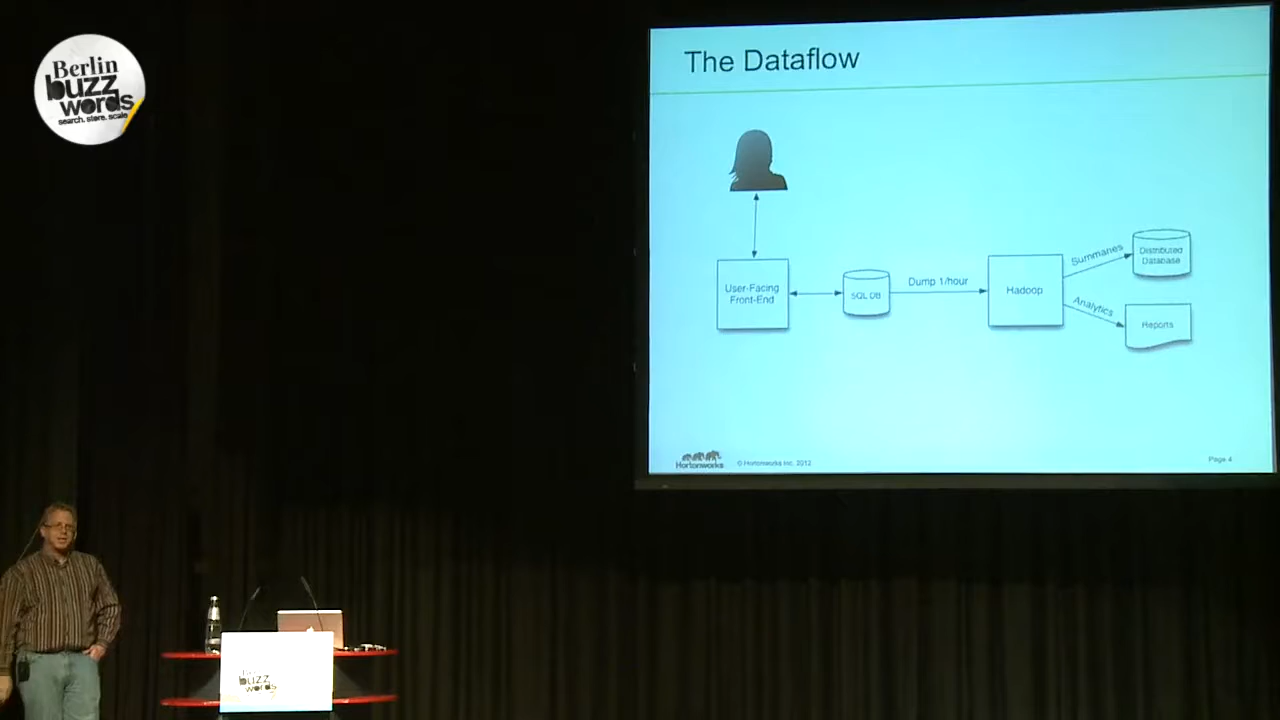 Berlin
buzz
words
search. store. scale
The Dataflow
User-Facing
Front-End
SQL DB
Dump 1/hour
Hadoop
Summaries
Distributed
Database
Analytics
Reports
Hortonworks
© Hortonworks Inc. 2012
Page 4
Berlin
buzz
words